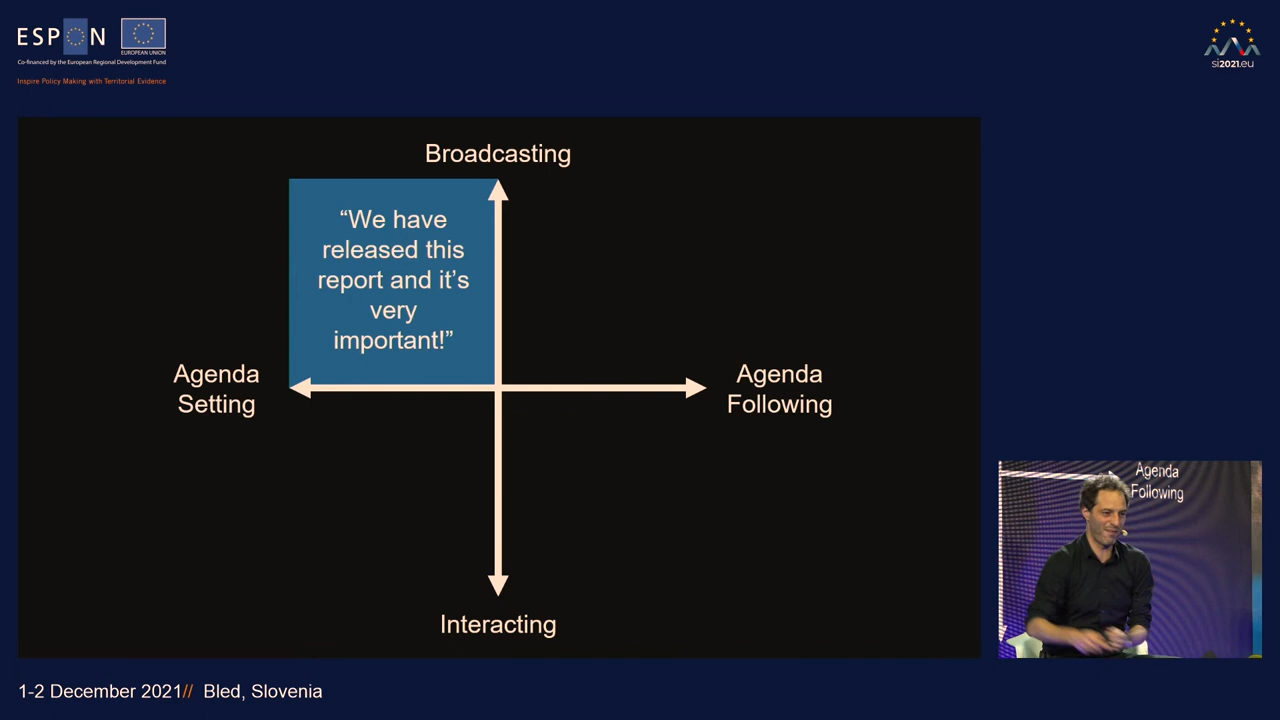 ESPON
EUROPEAN UNION
Co-financed by the European Regional Development Fund
Inspire Policy Making with Territorial Evidence
si2021.eu
Broadcasting
“We have
released this
report and it’s
very
important!”
Agenda
Setting
Agenda
Following
Interacting
Agenda
Following
1-2 December 2021// Bled, Slovenia